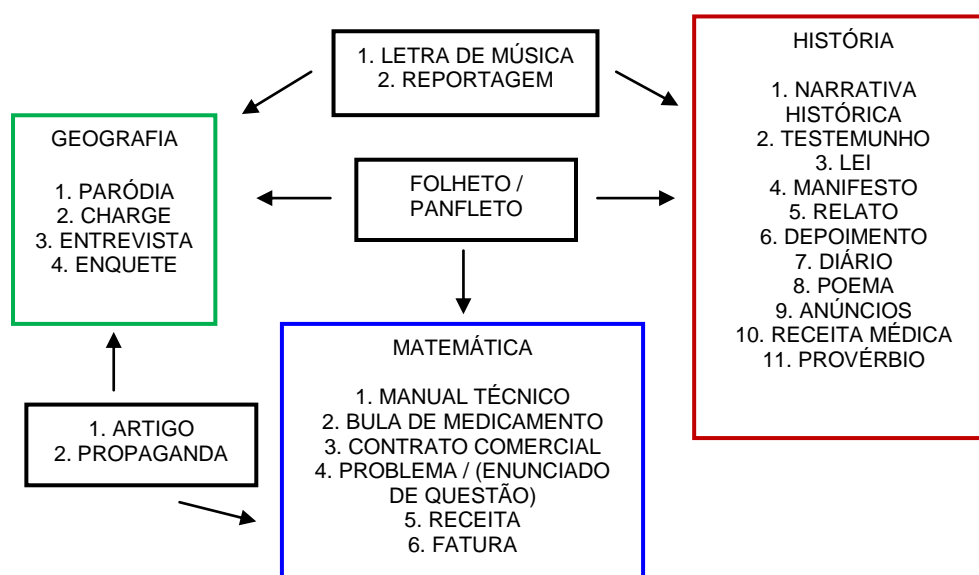 1. LETRA DE MÚSICA
2. REPORTAGEM
HISTÓRIA
1. NARRATIVA
HISTÓRICA
2. TESTEMUNHO
3. LEI
4. MANIFESTO
5. RELATO
6. DEPOIMENTO
7. DIÁRIO
8. POEMA
9. ANÚNCIOS
10. RECEITA MÉDICA
11. PROVÉRBIO
GEOGRAFIA
1. PARÓDIA
2. CHARGE
3. ENTREVISTA
4. ENQUETE
FOLHETO /
PANFLETO
MATEMÁTICA
1. MANUAL TÉCNICO
2. BULA DE MEDICAMENTO
3. CONTRATO COMERCIAL
4. PROBLEMA / (ENUNCIADO
DE QUESTÃO)
5. RECEITA
6. FATURA
1. ARTIGO
2. PROPAGANDA